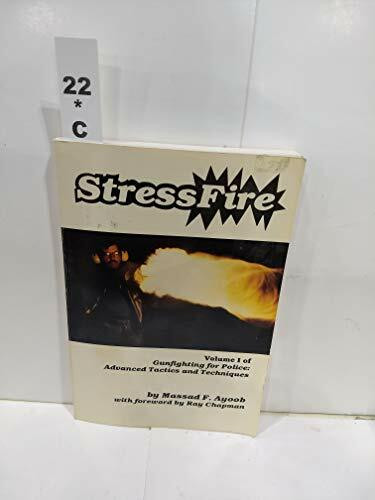 22
*
C
StressFire
Volume I of
Gunfighting for Police:
Advanced Tactics and Techniques
by Massad F. Ayoob
with foreword by Ray Chapman